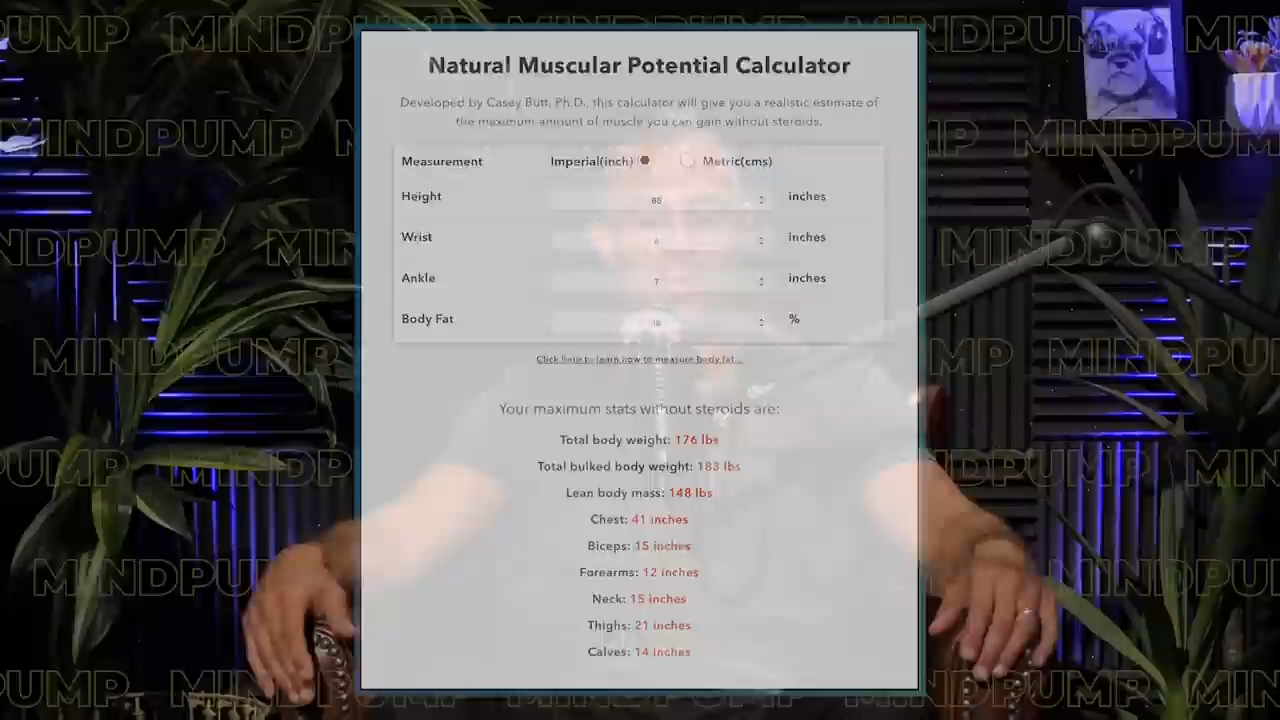 MINDPUMP
Natural Muscular Potential Calculator
Developed by Casey Butt, Ph.D., this calculator will give you a realistic estimate of
the maximum amount of muscle you can gain without steroids.
Measurement Imperial(inch) Metric(cms)
Height inches
Wrist inches
Ankle 7 inches
Body Fat %
Click here to learn how to measure body fat...
Your maximum stats without steroids are:
Total body weight: 176 lbs
Total bulked body weight: 183 lbs
Lean body mass: 148 lbs
Chest: 41 inches
Biceps: 15 inches
Forearms: 12 inches
Neck: 15 inches
Thighs: 21 inches
Calves: 14 inches